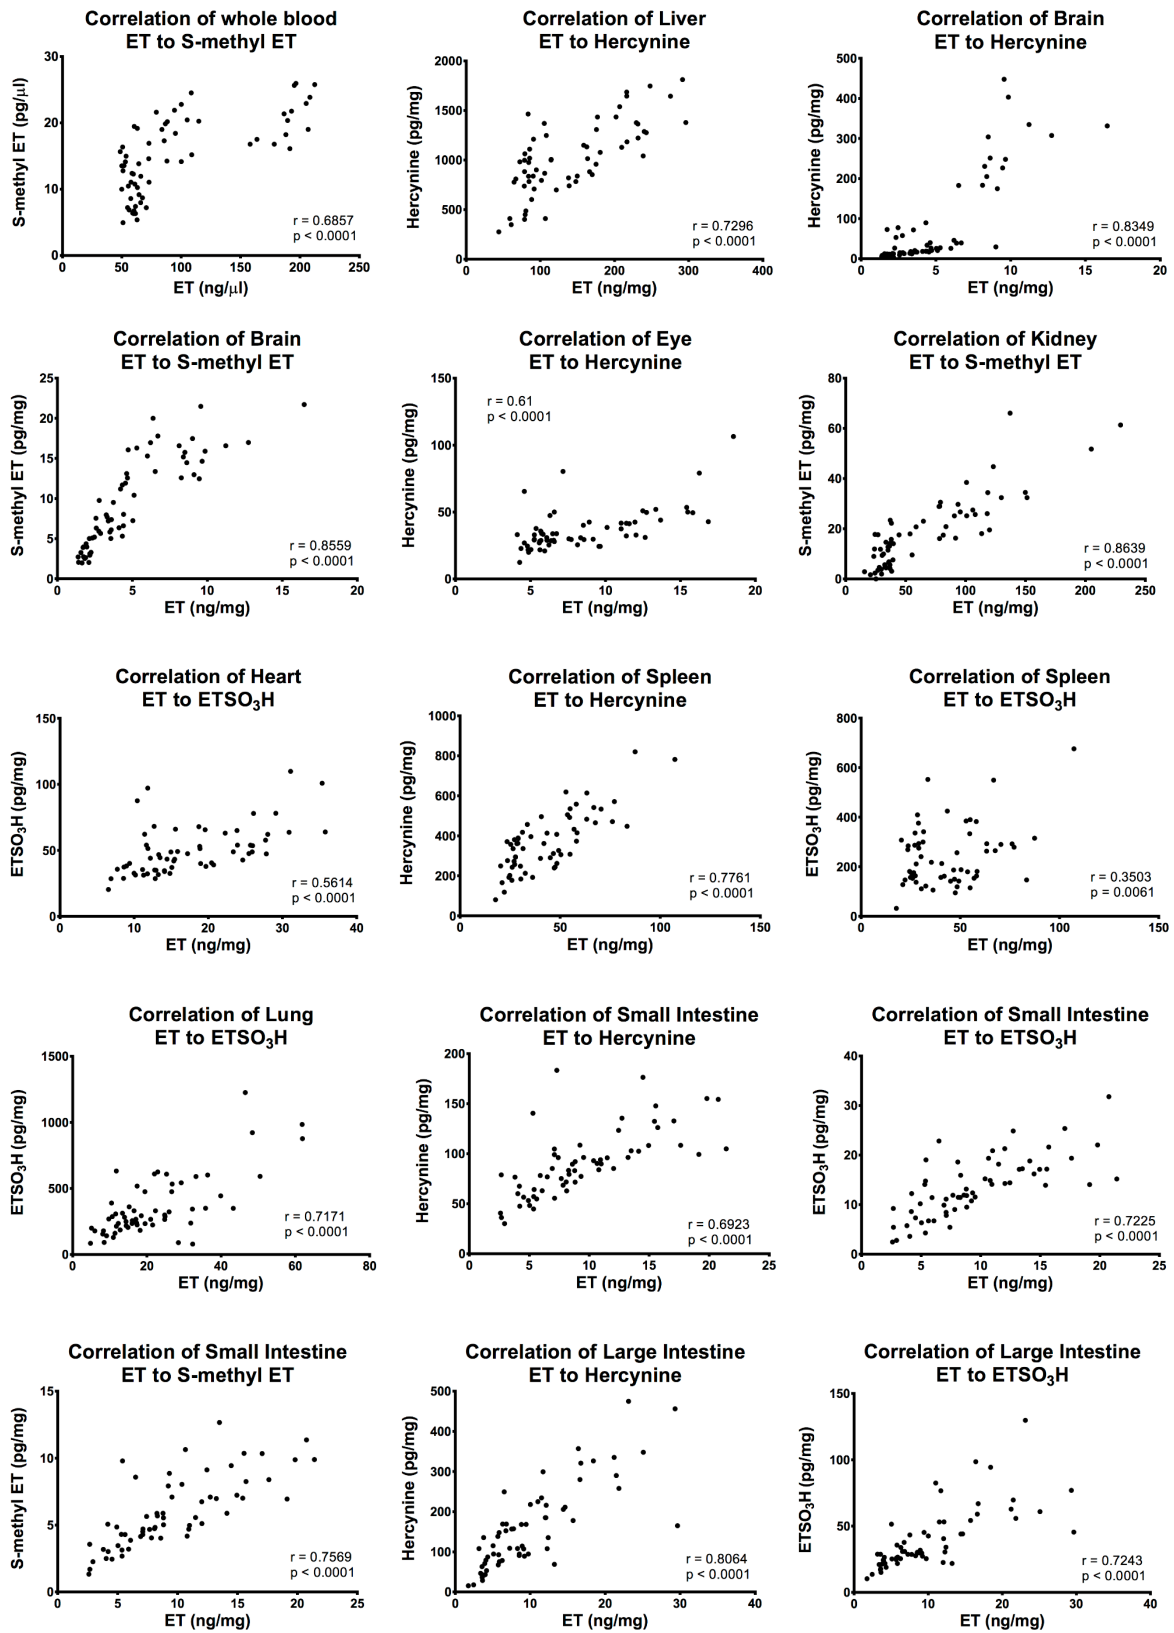 Correlation of whole blood
ET to S-methyl ET
S-methyl ET (pg/μl)
30
20
10
0
0 50 100 150 200 250
ET (ng/μl)
r = 0.6857
p < 0.0001
Correlation of Liver
ET to Hercynine
Hercynine (pg/mg)
2000
1500
1000
500
0
0 100 200 300 400
ET (ng/mg)
r = 0.7296
p < 0.0001
Correlation of Brain
ET to Hercynine
Hercynine (pg/mg)
500
400
300
200
100
0
0 5 10 15 20
ET (ng/mg)
r = 0.8349
p < 0.0001
Correlation of Brain
ET to S-methyl ET
S-methyl ET (pg/mg)
25
20
15
10
5
0
0 5 10 15 20
ET (ng/mg)
r = 0.8559
p < 0.0001
Correlation of Eye
ET to Hercynine
Hercynine (pg/mg)
150
100
50
0
0 5 10 15 20
ET (ng/mg)
r = 0.61
p < 0.0001
Correlation of Kidney
ET to S-methyl ET
S-methyl ET (pg/mg)
80
60
40
20
0
0 50 100 150 200 250
ET (ng/mg)
r = 0.8639
p < 0.0001
Correlation of Heart
ET to ETSO₃H
ETSO₃H (pg/mg)
150
100
50
0
0 10 20 30 40
ET (ng/mg)
r = 0.5614
p < 0.0001
Correlation of Spleen
ET to Hercynine
Hercynine (pg/mg)
1000
800
600
400
200
0
0 50 100 150
ET (ng/mg)
r = 0.7761
p < 0.0001
Correlation of Spleen
ET to ETSO₃H
ETSO₃H (pg/mg)
800
600
400
200
0
0 50 100 150
ET (ng/mg)
r = 0.3503
p = 0.0061
Correlation of Lung
ET to ETSO₃H
ETSO₃H (pg/mg)
1500
1000
500
0
0 20 40 60 80
ET (ng/mg)
r = 0.7171
p < 0.0001
Correlation of Small Intestine
ET to Hercynine
Hercynine (pg/mg)
200
150
100
50
0
0 5 10 15 20 25
ET (ng/mg)
r = 0.6923
p < 0.0001
Correlation of Small Intestine
ET to ETSO₃H
ETSO₃H (pg/mg)
40
30
20
10
0
0 5 10 15 20 25
ET (ng/mg)
r = 0.7225
p < 0.0001
Correlation of Small Intestine
ET to S-methyl ET
S-methyl ET (pg/mg)
15
10
5
0
0 5 10 15 20 25
ET (ng/mg)
r = 0.7569
p < 0.0001
Correlation of Large Intestine
ET to Hercynine
Hercynine (pg/mg)
500
400
300
200
100
0
0 10 20 30 40
ET (ng/mg)
r = 0.8064
p < 0.0001
Correlation of Large Intestine
ET to ETSO₃H
ETSO₃H (pg/mg)
150
100
50
0
0 10 20 30 40
ET (ng/mg)
r = 0.7243
p < 0.0001